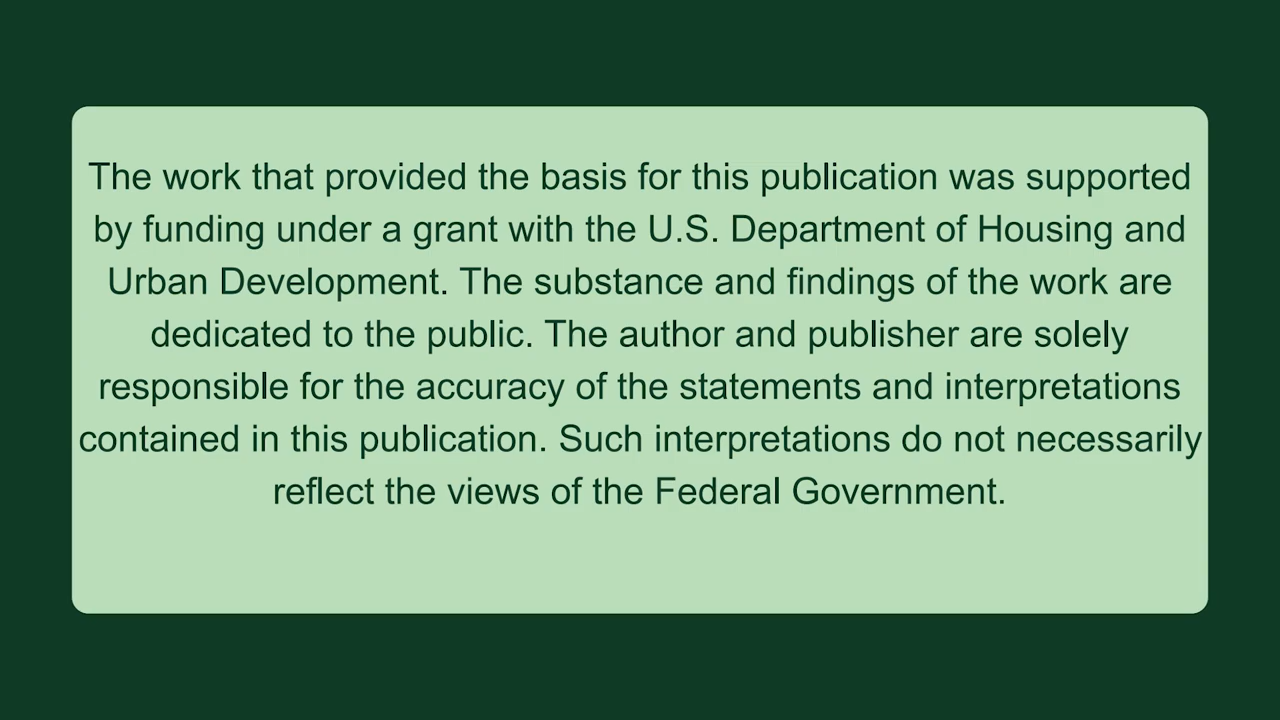 The work that provided the basis for this publication was supported
by funding under a grant with the U.S. Department of Housing and
Urban Development. The substance and findings of the work are
dedicated to the public. The author and publisher are solely
responsible for the accuracy of the statements and interpretations
contained in this publication. Such interpretations do not necessarily
reflect the views of the Federal Government.